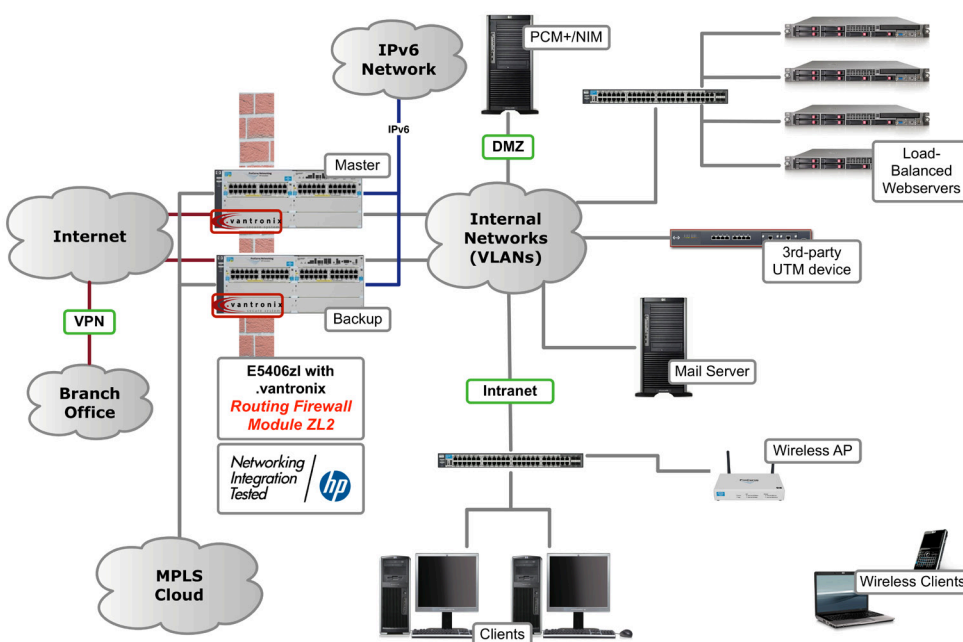 IPv6
Network
PCM+/NIM
IPv6
DMZ
Master
.vantronix
Load-
Balanced
Webservers
Internet
Internal
Networks
(VLANs)
3rd-party
UTM device
.vantronix
Backup
VPN
Mail Server
E5406zl with
.vantronix
Routing Firewall
Module ZL2
Intranet
Branch
Office
Networking
Integration
Tested
hp
Wireless AP
MPLS
Cloud
Wireless Clients
Clients